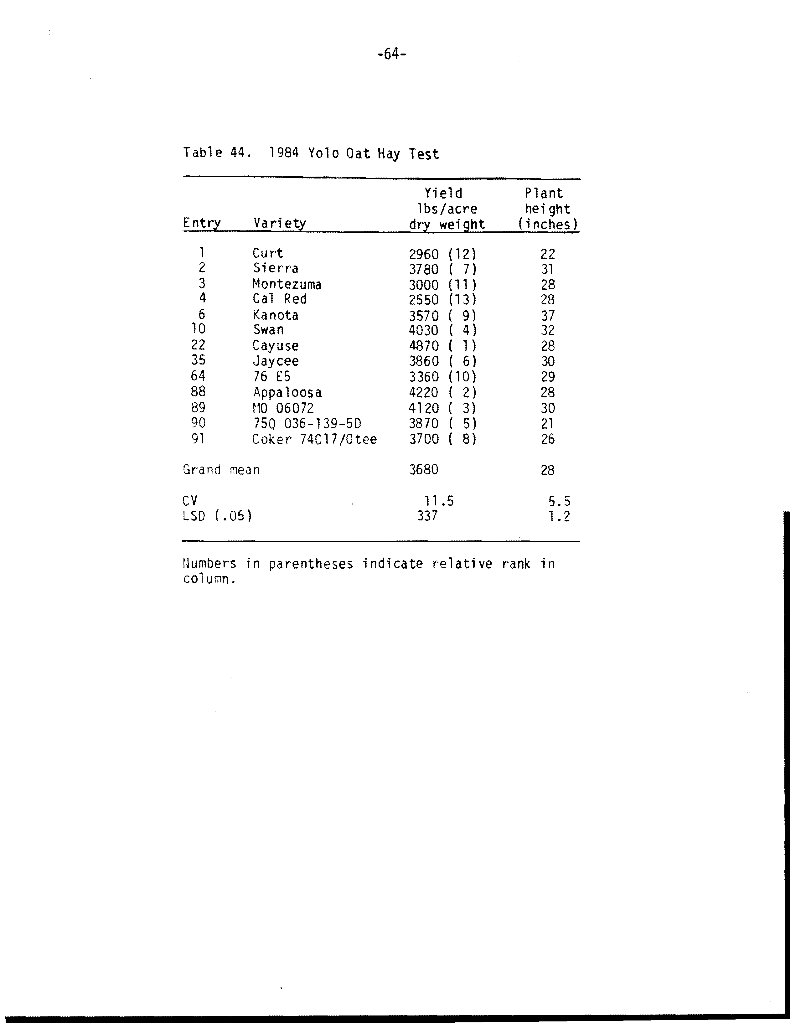 -64-
Table 44. 1984 Yolo Oat Hay Test
Yield Plant
lbs/acre height
Entry Variety dry weight (inches)
1 Curt 2960 (12) 22
2 Sierra 3780 ( 7) 31
3 Montezuma 3000 (11) 28
4 Cal Red 2550 (13) 28
6 Kanota 3570 ( 9) 37
10 Swan 4030 ( 4) 32
22 Cayuse 4870 ( 1) 28
35 Jaycee 3860 ( 6) 30
64 76 E5 3360 (10) 29
88 Appaloosa 4220 ( 2) 28
89 MO 06072 4120 ( 3) 30
90 75Q 036-139-5D 3870 ( 5) 21
91 Coker 74C17/Otee 3700 ( 8) 26
Grand mean 3680 28
CV 11.5 5.5
LSD (.05) 337 1.2
Numbers in parentheses indicate relative rank in
column.